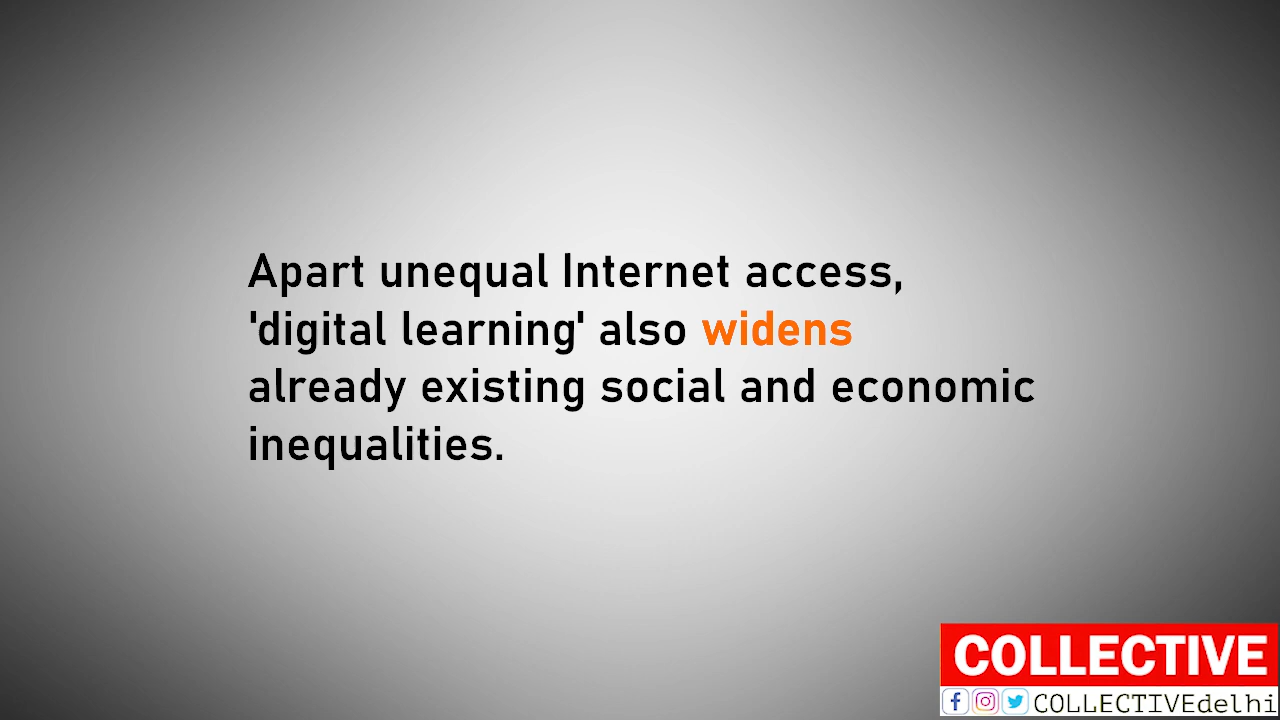 Apart unequal Internet access,
'digital learning' also widens
already existing social and economic
inequalities.
COLLECTIVE
COLLECTIVEdelhi